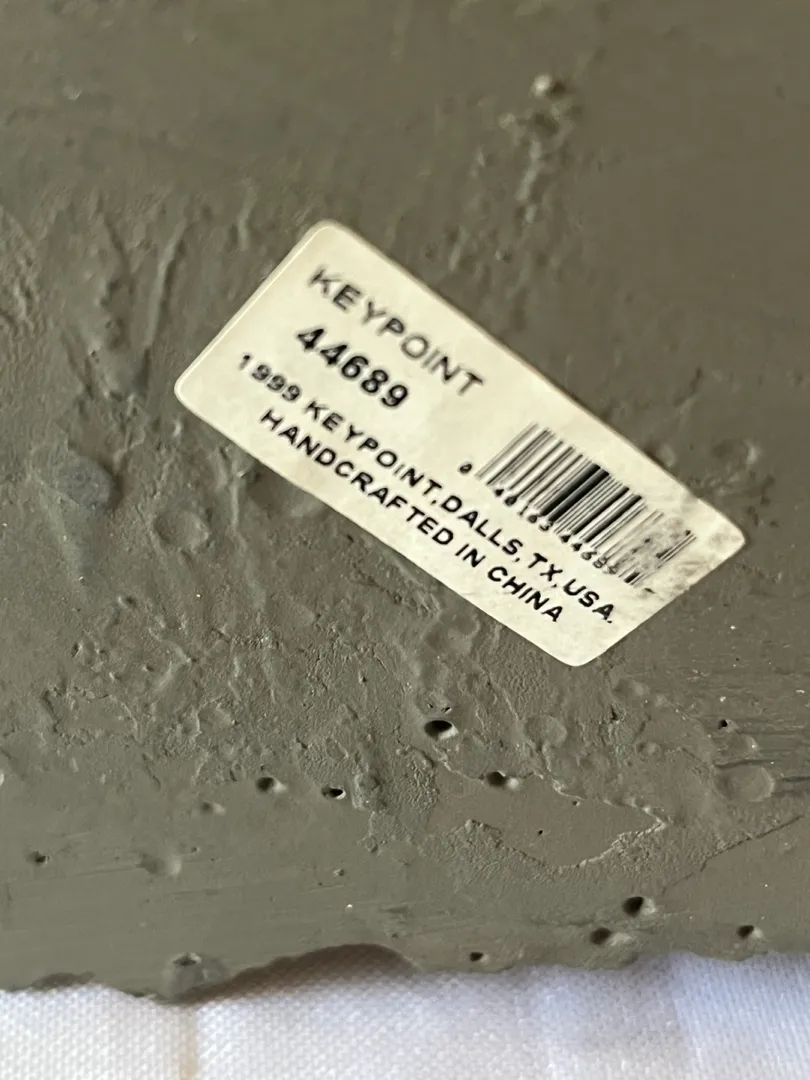 KEYPOINT
44689
1999 KEYPOINT,DALLS,TX,USA.
HANDCRAFTED IN CHINA